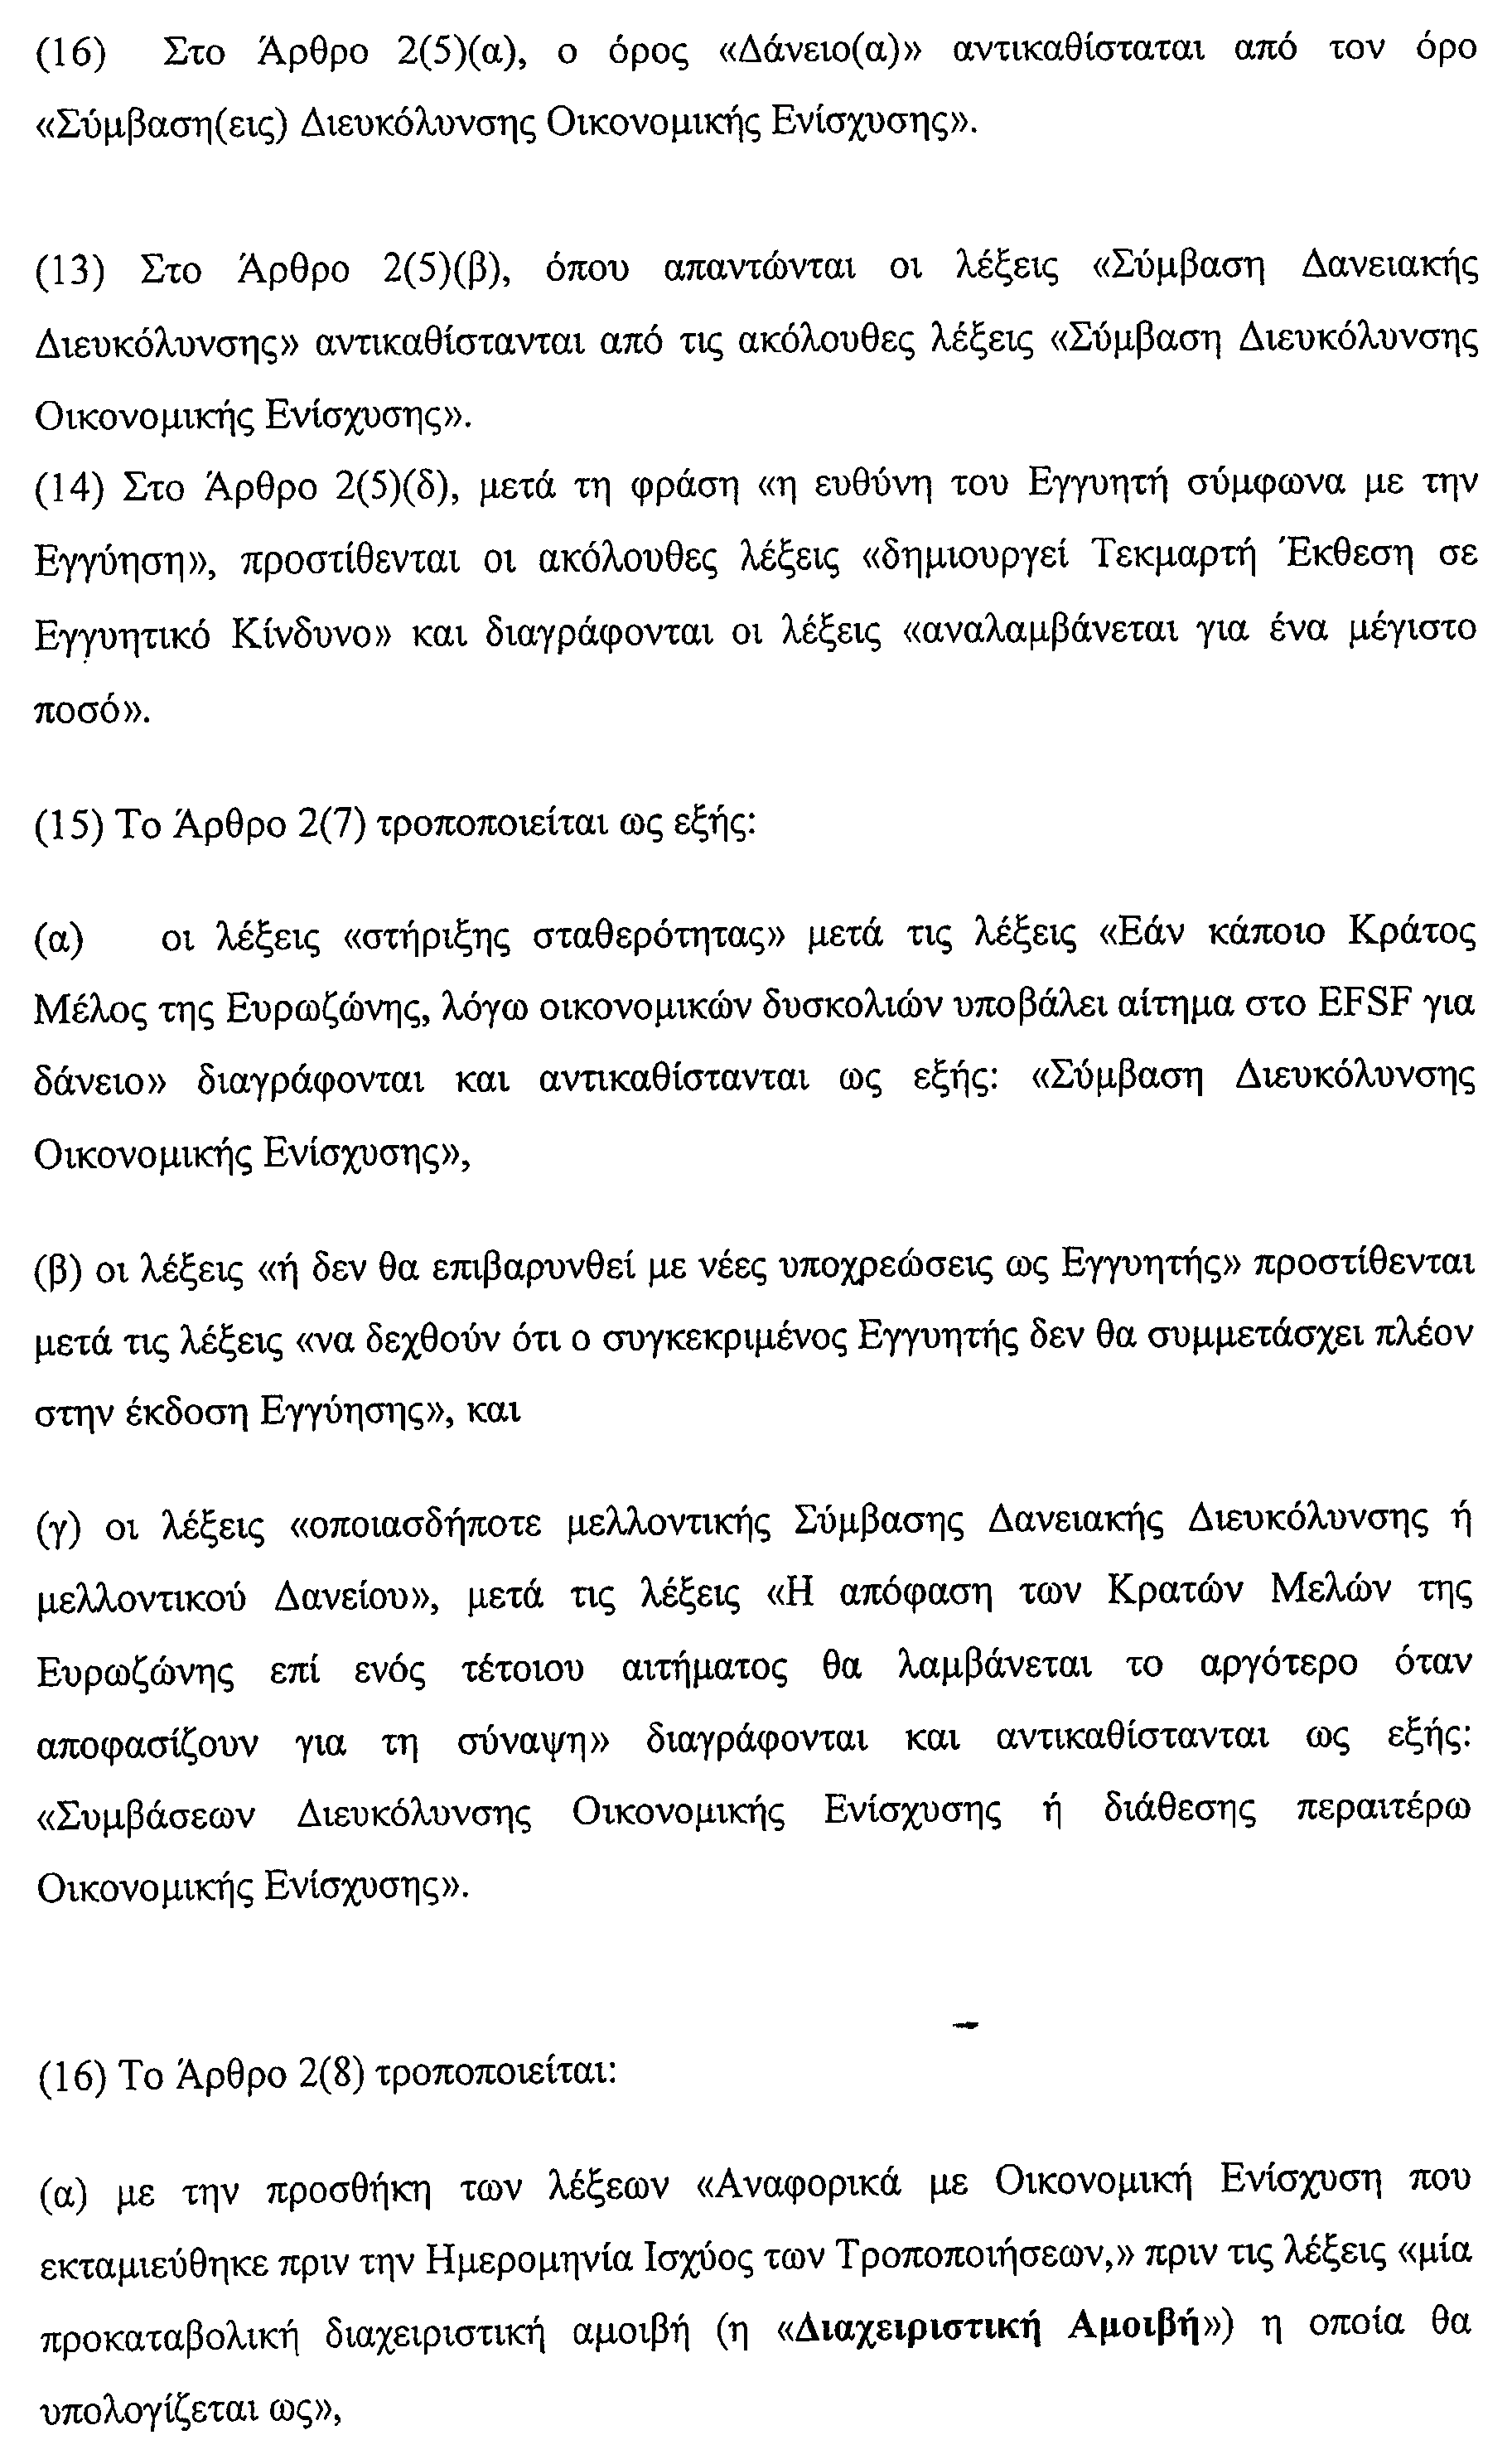 (16) Στο Άρθρο 2(5)(α), ο όρος «Δάνειο(α)» αντικαθίσταται από τον όρο
«Σύμβαση(εις) Διευκόλυνσης Οικονομικής Ενίσχυσης».
(13) Στο Άρθρο 2(5)(β), όπου απαντώνται οι λέξεις «Σύμβαση Δανειακής
Διευκόλυνσης» αντικαθίστανται από τις ακόλουθες λέξεις «Σύμβαση Διευκόλυνσης
Οικονομικής Ενίσχυσης».
(14) Στο Άρθρο 2(5)(δ), μετά τη φράση «η ευθύνη του Εγγυητή σύμφωνα με την
Εγγύηση», προστίθενται οι ακόλουθες λέξεις «δημιουργεί Τεκμαρτή Έκθεση σε
Εγγυητικό Κίνδυνο» και διαγράφονται οι λέξεις «αναλαμβάνεται για ένα μέγιστο
ποσό».
(15) Το Άρθρο 2(7) τροποποιείται ως εξής:
(α) οι λέξεις «στήριξης σταθερότητας» μετά τις λέξεις «Εάν κάποιο Κράτος
Μέλος της Ευρωζώνης, λόγω οικονομικών δυσκολιών υποβάλει αίτημα στο EFSF για
δάνειο» διαγράφονται και αντικαθίστανται ως εξής: «Σύμβαση Διευκόλυνσης
Οικονομικής Ενίσχυσης»,
(β) οι λέξεις «ή δεν θα επιβαρυνθεί με νέες υποχρεώσεις ως Εγγυητής» προστίθενται
μετά τις λέξεις «να δεχθούν ότι ο συγκεκριμένος Εγγυητής δεν θα συμμετάσχει πλέον
στην έκδοση Εγγύησης», και
(γ) οι λέξεις «οποιασδήποτε μελλοντικής Σύμβασης Δανειακής Διευκόλυνσης ή
μελλοντικού Δανείου», μετά τις λέξεις «Η απόφαση των Κρατών Μελών της
Ευρωζώνης επί ενός τέτοιου αιτήματος θα λαμβάνεται το αργότερο όταν
αποφασίζουν για τη σύναψη» διαγράφονται και αντικαθίστανται ως εξής:
«Συμβάσεων Διευκόλυνσης Οικονομικής Ενίσχυσης ή διάθεσης περαιτέρω
Οικονομικής Ενίσχυσης».
(16) Το Άρθρο 2(8) τροποποιείται:
(α) με την προσθήκη των λέξεων «Αναφορικά με Οικονομική Ενίσχυση που
εκταμιεύθηκε πριν την Ημερομηνία Ισχύος των Τροποποιήσεων,» πριν τις λέξεις «μία
προκαταβολική διαχειριστική αμοιβή (η «Διαχειριστική Αμοιβή») η οποία θα
υπολογίζεται ως»,